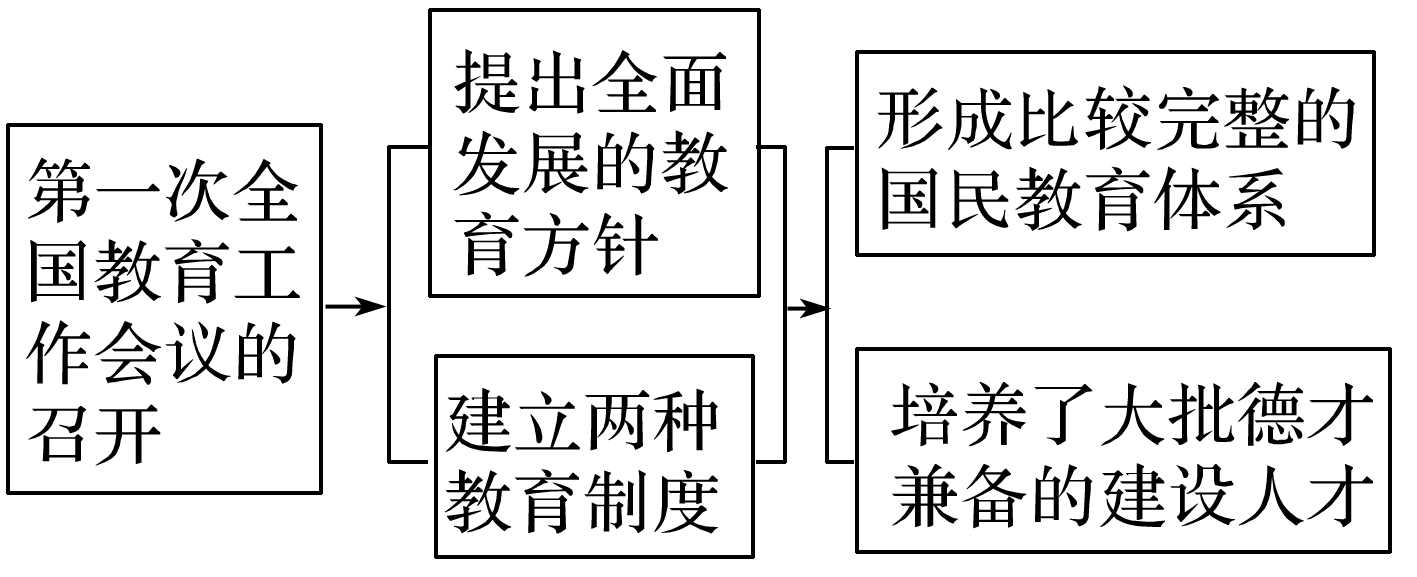 第一次全
国教育工
作会议的
召开
提出全面
发展的教
育方针
建立两种
教育制度
形成比较完整的
国民教育体系
培养了大批德才
兼备的建设人才